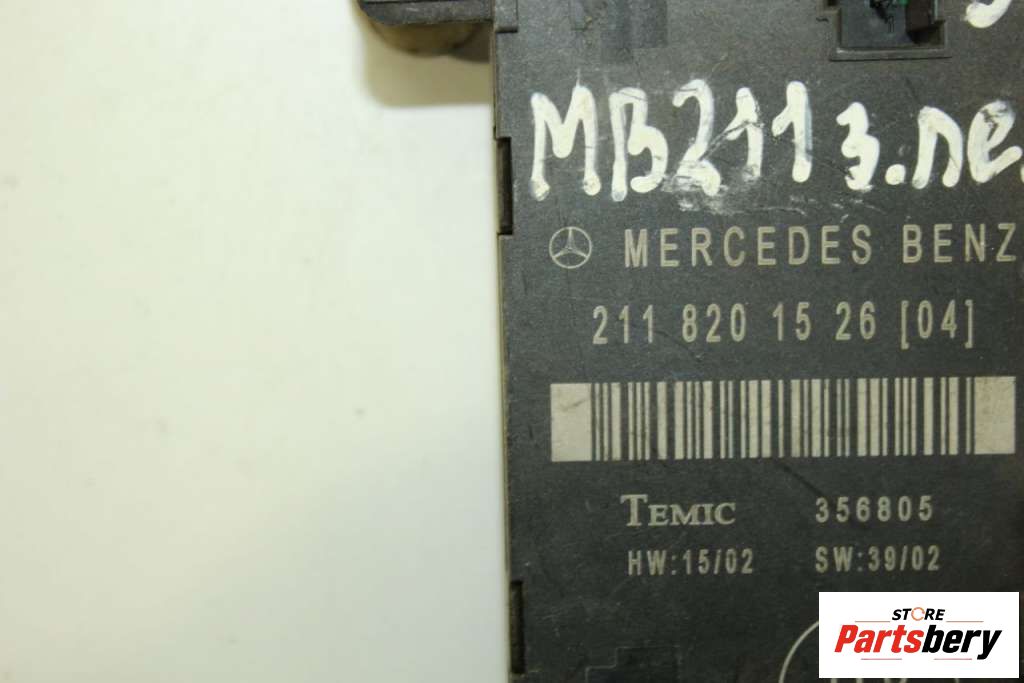 MB211 з.ле.
MERCEDES BENZ
211 820 15 26 [04]
TEMIC 356805
HW:15/02 SW:39/02
STORE
Partsbery